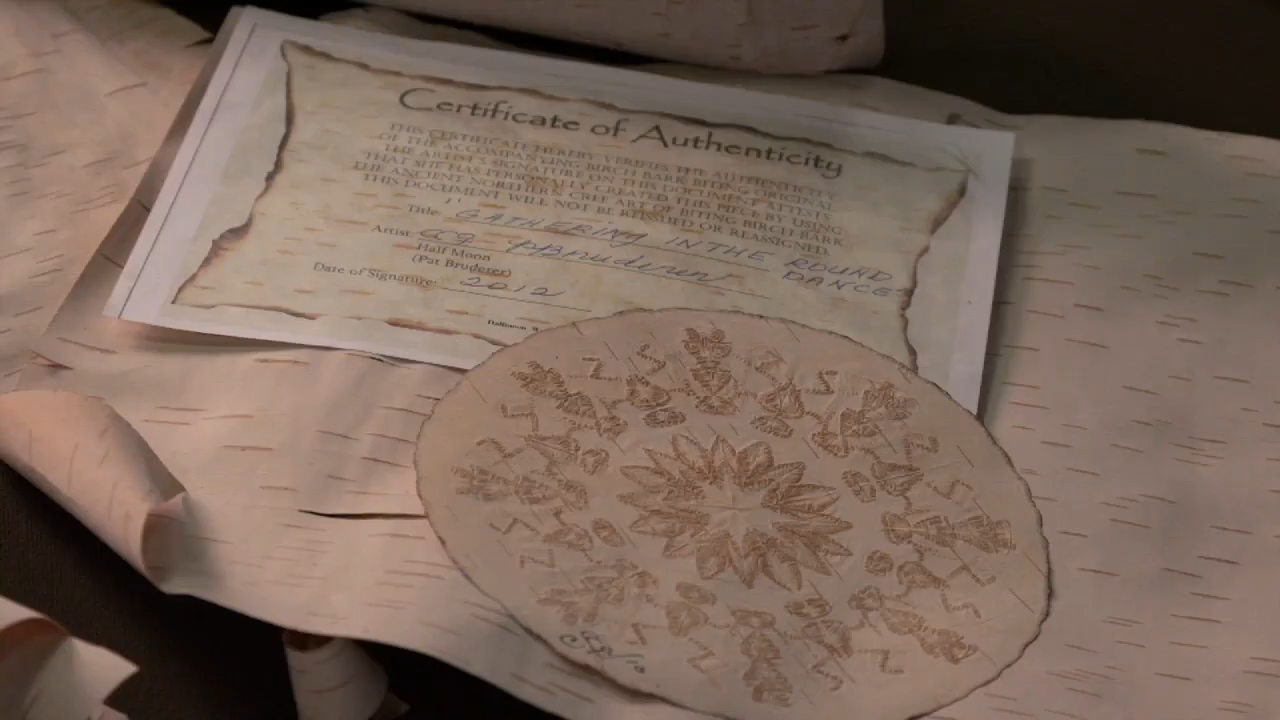 Certificate of Authenticity
THIS CERTIFICATE HEREBY VERIFIES THE AUTHENTICITY
OF THE ACCOMPANYING BIRCH BARK BITING ORIGINAL
THE ARTIST'S SIGNATURE ON THIS DOCUMENT ATTESTS
THAT SHE HAS PERSONALLY CREATED THIS PIECE BY USING
THE ANCIENT NORTHERN CREE ART OF BITING BIRCH BARK
THIS DOCUMENT WILL NOT BE REISSUED OR REASSIGNED.
Title: GATHERING IN THE ROUND
DANCE
Artist: PBruderer
Half Moon
(Pat Bruderer)
Date of Signature: 2012
Halfmoon